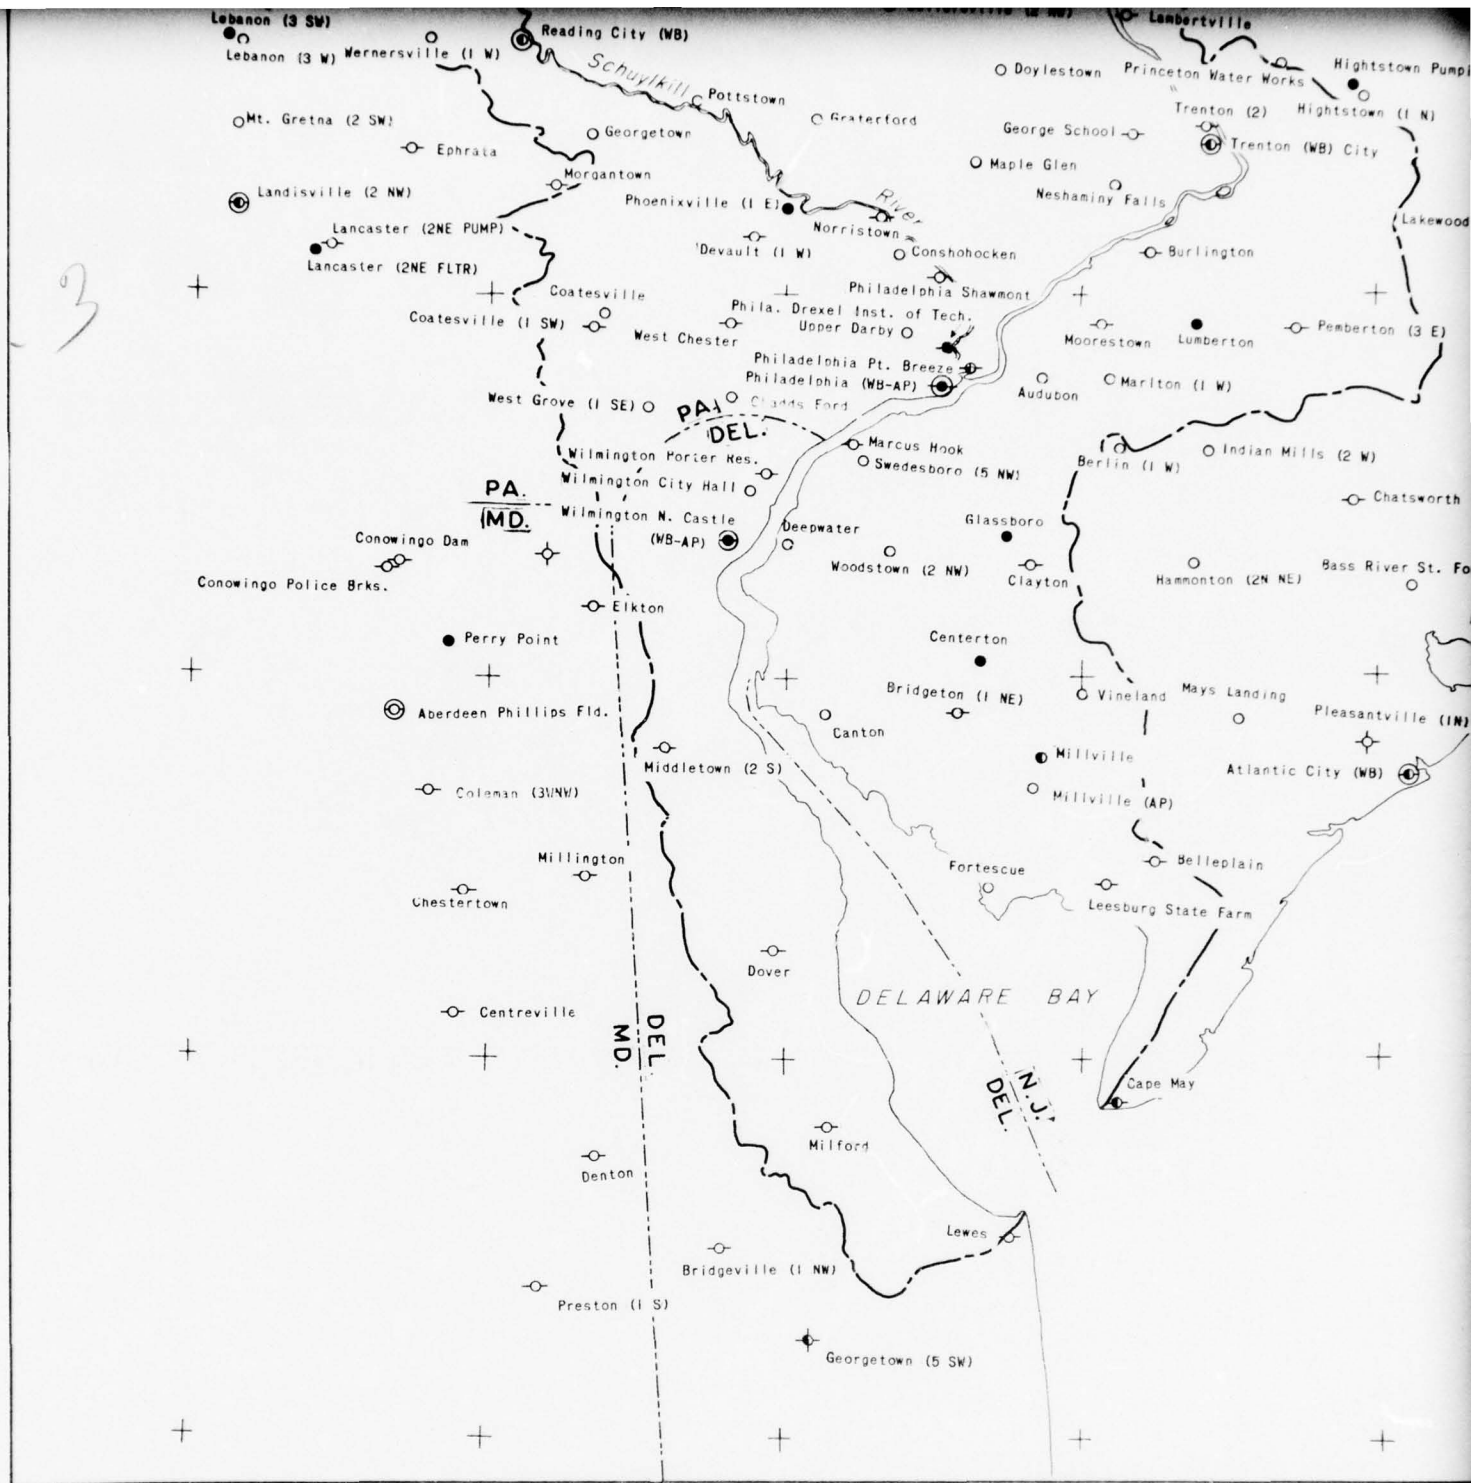 Lebanon (3 SW)
Lambertville
Reading City (WB)
Lebanon (3 W)
Wernersville (1 W)
Schuylkill
Doylestown
Princeton Water Works
Hightstown Pumpi
Pottstown
Trenton (2)
Hightstown (1 N)
Mt. Gretna (2 SW)
Georgetown
Graterford
George School
Ephrata
Trenton (WB) City
Maple Glen
Morgantown
Landisville (2 NW)
Phoenixville (1 E)
River
Neshaminy Falls
Lancaster (2NE PUMP)
Norristown
Lakewood
Devault (1 W)
Conshohocken
Burlington
Lancaster (2NE FLTR)
3
Coatesville
Philadelphia Shawmont
Phila. Drexel Inst. of Tech.
Coatesville (1 SW)
West Chester
Upper Darby
Moorestown
Lumberton
Pemberton (3 E)
Philadelphia Pt. Breeze
Philadelphia (WB-AP)
Audubon
Marlton (1 W)
West Grove (1 SE)
PA.
Chadds Ford
DEL.
Marcus Hook
Wilmington Porter Res.
Swedesboro (5 NW)
Berlin (1 W)
Indian Mills (2 W)
Wilmington City Hall
PA.
MD.
Chatsworth
Wilmington N. Castle
(WB-AP)
Deepwater
Glassboro
Conowingo Dam
Woodstown (2 NW)
Clayton
Hammonton (2N NE)
Bass River St. Fo
Conowingo Police Brks.
Elkton
Perry Point
Centerton
Bridgeton (1 NE)
Vineland
Mays Landing
Aberdeen Phillips Fld.
Canton
Pleasantville (1N)
Middletown (2 S)
Millville
Atlantic City (WB)
Coleman (3WNW)
Millville (AP)
Millington
Fortescue
Belleplain
Chestertown
Leesburg State Farm
Dover
DELAWARE BAY
Centreville
DEL.
MD.
N.J.
DEL.
Cape May
Milford
Denton
Lewes
Bridgeville (1 NW)
Preston (1 S)
Georgetown (5 SW)